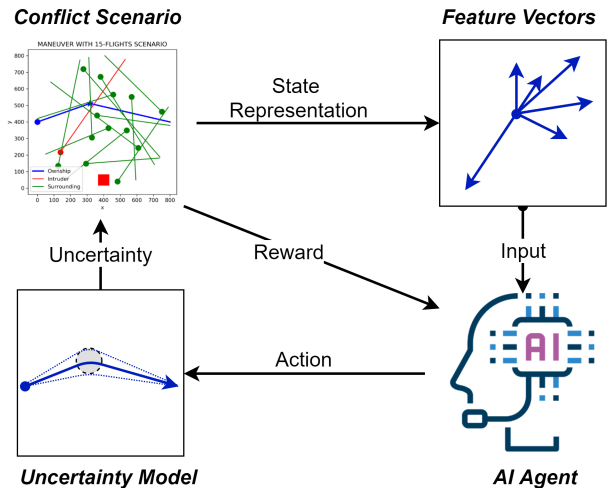 Conflict Scenario
Feature Vectors
MANEUVER WITH 15-FLIGHTS SCENARIO
800
700
600
500
400
300
200
100
0
y
Ownship
Intruder
Surrounding
0 100 200 300 400 500 600 700 800
x
State
Representation
Uncertainty
Reward
Input
Action
AI
Uncertainty Model
AI Agent